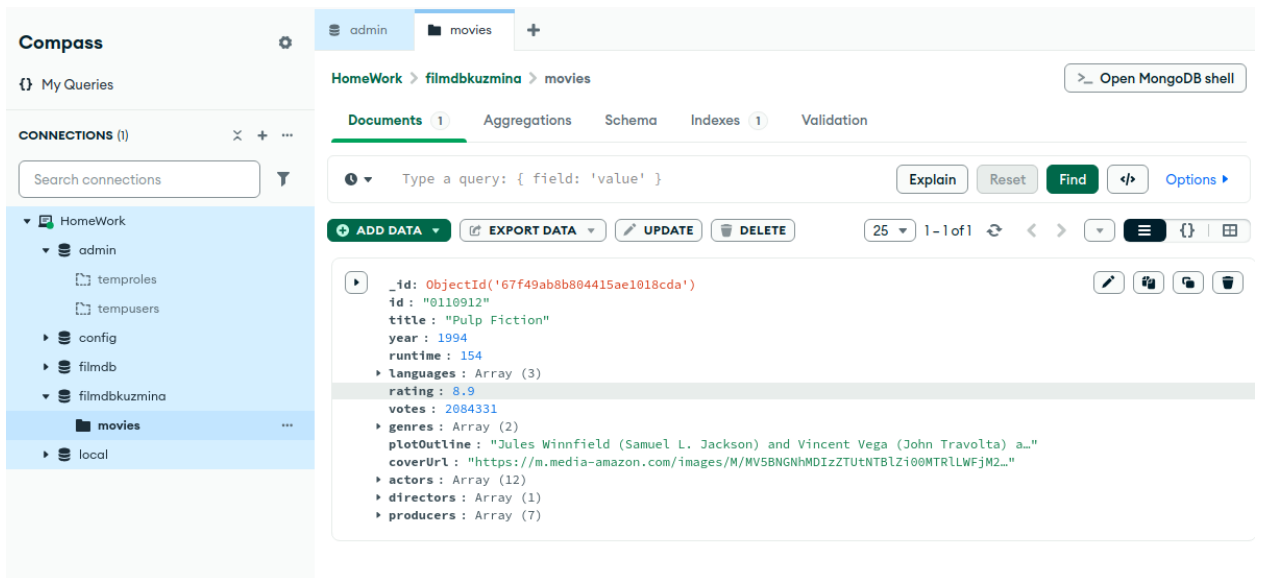 Compass
{} My Queries
CONNECTIONS (1)
Search connections
HomeWork
admin
temproles
tempusers
config
filmdb
filmdbkuzmina
movies
local
admin
movies
HomeWork > filmdbkuzmina > movies
>_ Open MongoDB shell
Documents 1 Aggregations Schema Indexes 1 Validation
Type a query: { field: 'value' }
Explain Reset Find </> Options
ADD DATA EXPORT DATA UPDATE DELETE 25 1-1 of 1 {}
_id: ObjectId('67f49ab8b804415ae1018cda')
id : "0110912"
title : "Pulp Fiction"
year : 1994
runtime : 154
languages : Array (3)
rating : 8.9
votes : 2084331
genres : Array (2)
plotOutline : "Jules Winnfield (Samuel L. Jackson) and Vincent Vega (John Travolta) a…"
coverUrl : "https://m.media-amazon.com/images/M/MV5BNGNhMDIzZTUtNTBlZi00MTRlLWFjM2…"
actors : Array (12)
directors : Array (1)
producers : Array (7)